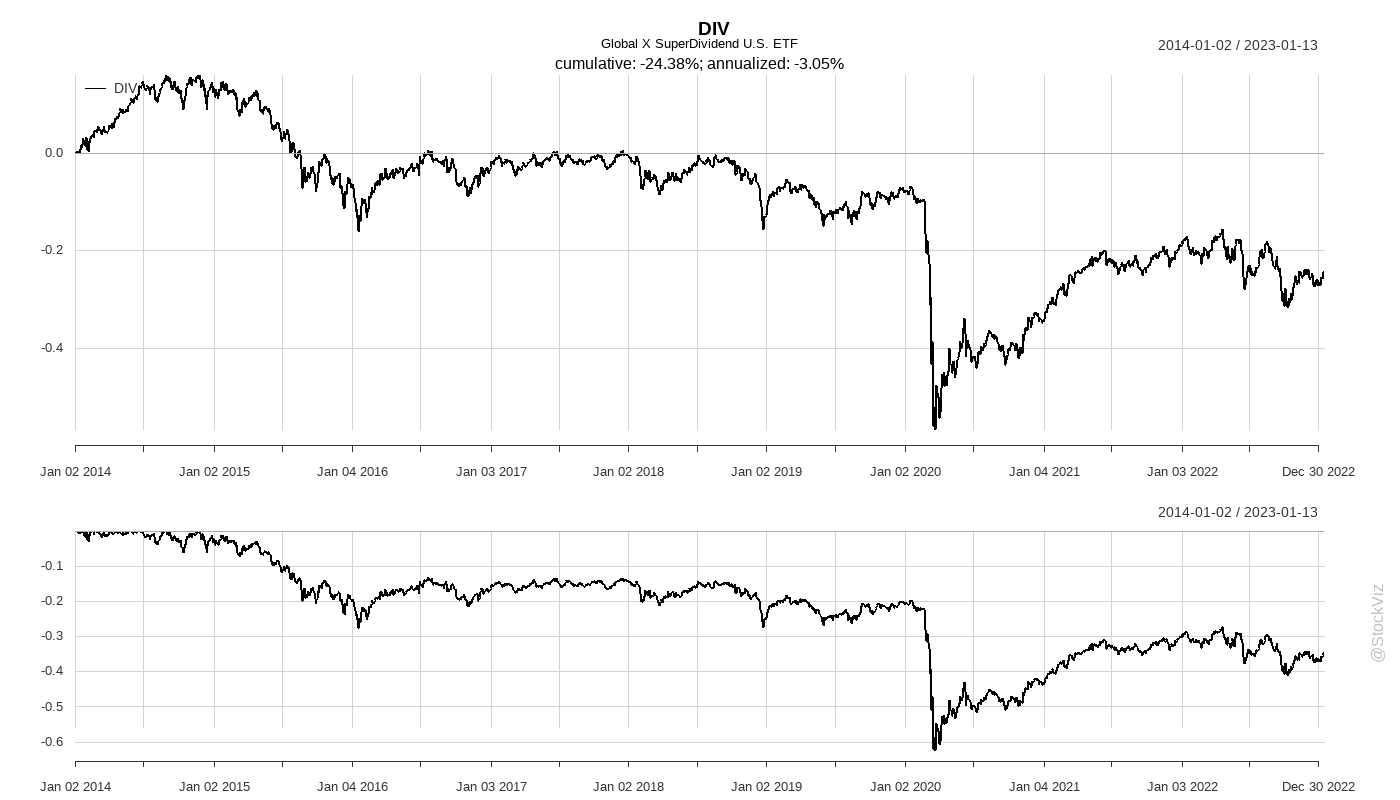 DIV
Global X SuperDividend U.S. ETF
cumulative: -24.38%; annualized: -3.05%
2014-01-02 / 2023-01-13
DIV
0.0
-0.2
-0.4
Jan 02 2014 Jan 02 2015 Jan 04 2016 Jan 03 2017 Jan 02 2018 Jan 02 2019 Jan 02 2020 Jan 04 2021 Jan 03 2022 Dec 30 2022
2014-01-02 / 2023-01-13
-0.1
-0.2
-0.3
-0.4
-0.5
-0.6
Jan 02 2014 Jan 02 2015 Jan 04 2016 Jan 03 2017 Jan 02 2018 Jan 02 2019 Jan 02 2020 Jan 04 2021 Jan 03 2022 Dec 30 2022
@StockViz